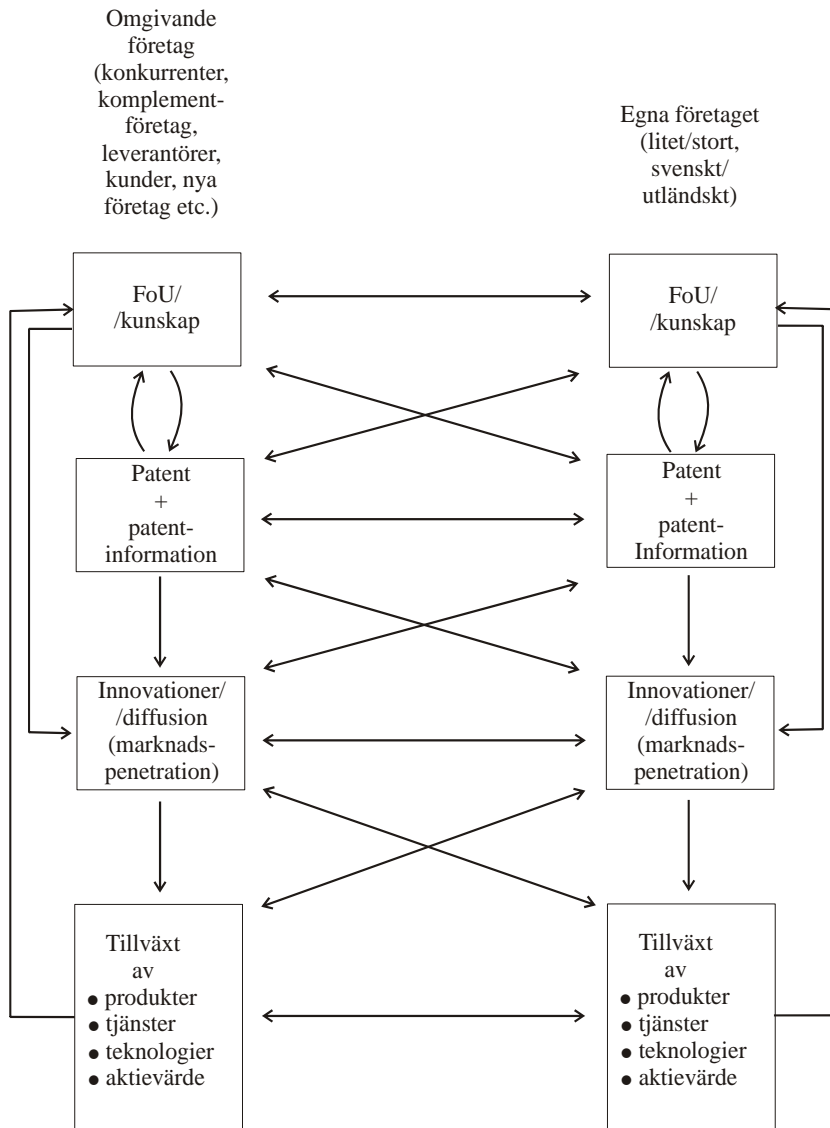 Omgivande
företag
(konkurrenter,
komplement-
företag,
leverantörer,
kunder, nya
företag etc.)
Egna företaget
(litet/stort,
svenskt/
utländskt)
FoU/
/kunskap
FoU/
/kunskap
Patent
+
patent-
information
Patent
+
patent-
Information
Innovationer/
/diffusion
(marknads-
penetration)
Innovationer/
/diffusion
(marknads-
penetration)
Tillväxt
av
● produkter
● tjänster
● teknologier
● aktievärde
Tillväxt
av
● produkter
● tjänster
● teknologier
● aktievärde